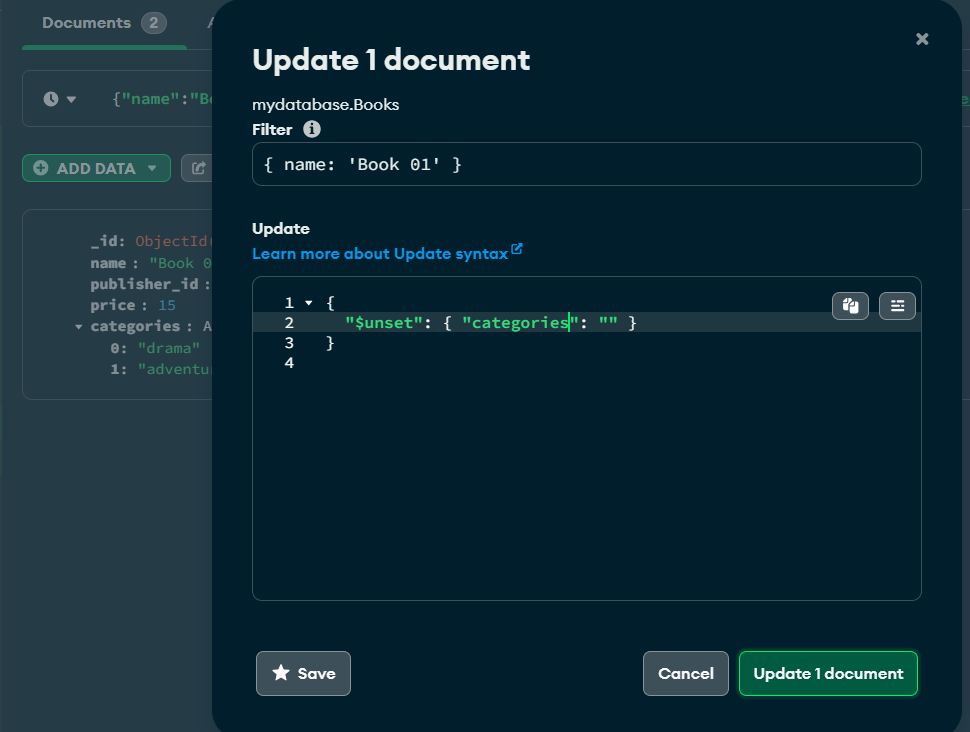 Documents 2
{"name":"B
ADD DATA
_id: ObjectId
name : "Book 0
publisher_id :
price : 15
categories : A
0: "drama"
1: "adventu
Update 1 document
mydatabase.Books
Filter
{ name: 'Book 01' }
Update
Learn more about Update syntax
1 {
2 "$unset": { "categories": "" }
3 }
4
Save
Cancel
Update 1 document